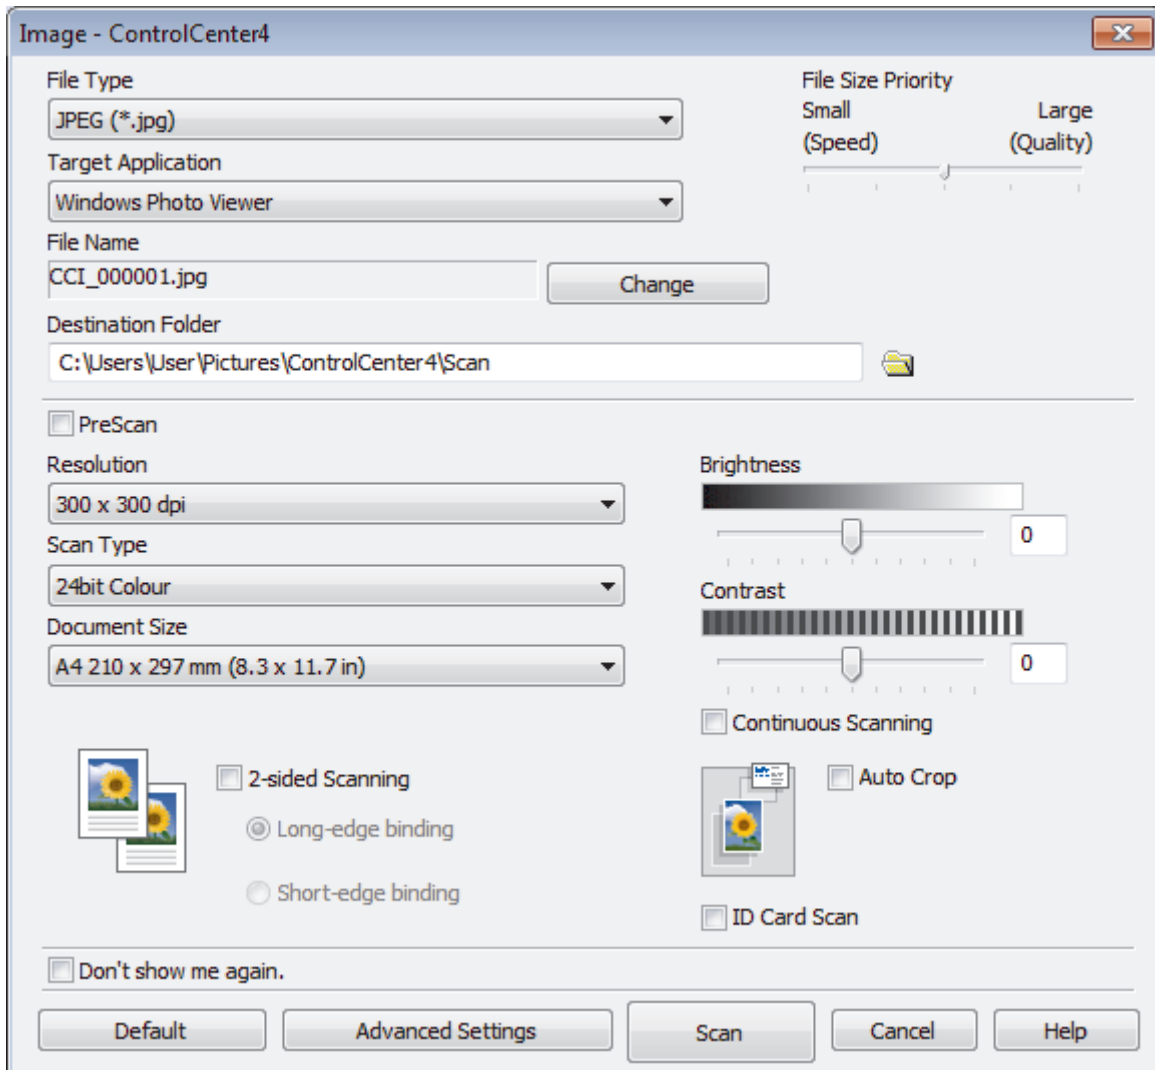 Image - ControlCenter4
File Type
JPEG (*.jpg)
Target Application
Windows Photo Viewer
File Name
CCI_000001.jpg
Change
Destination Folder
C:\Users\User\Pictures\ControlCenter4\Scan
File Size Priority
Small Large
(Speed) (Quality)
PreScan
Resolution
300 x 300 dpi
Scan Type
24bit Colour
Document Size
A4 210 x 297 mm (8.3 x 11.7 in)
Brightness
0
Contrast
0
Continuous Scanning
2-sided Scanning
Long-edge binding
Short-edge binding
Auto Crop
ID Card Scan
Don't show me again.
Default Advanced Settings Scan Cancel Help